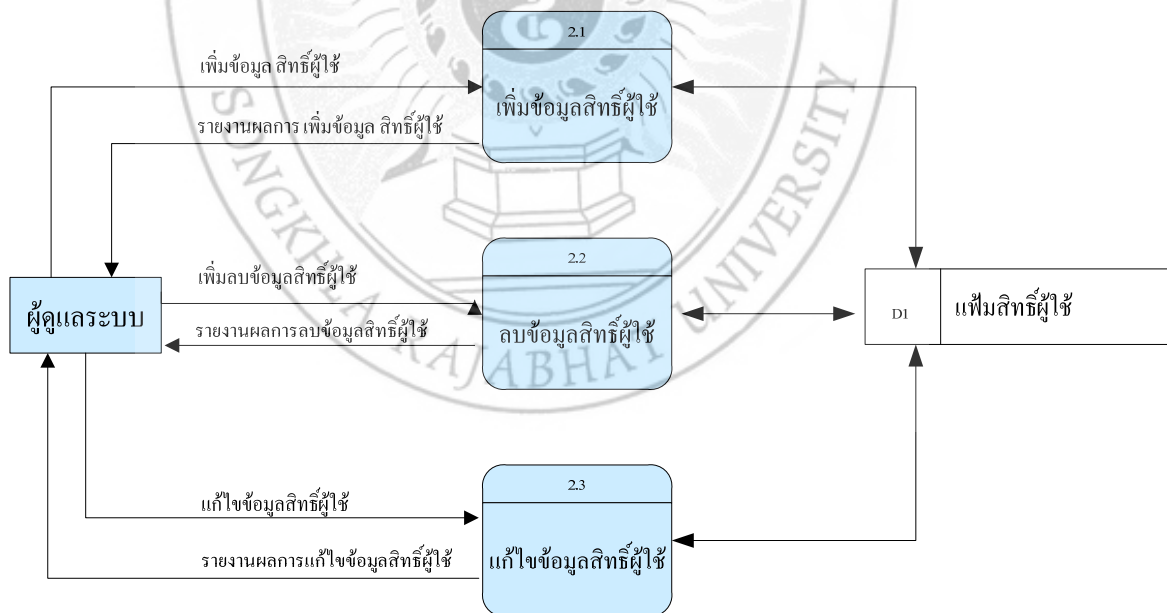 2.1
เพิ่มข้อมูล สิทธิ์ผู้ใช้
เพิ่มข้อมูลสิทธิ์ผู้ใช้
รายงานผลการ เพิ่มข้อมูล สิทธิ์ผู้ใช้
2.2
เพิ่มลบข้อมูลสิทธิ์ผู้ใช้
ผู้ดูแลระบบ
รายงานผลการลบข้อมูลสิทธิ์ผู้ใช้
ลบข้อมูลสิทธิ์ผู้ใช้
D1
แฟ้มสิทธิ์ผู้ใช้
2.3
แก้ไขข้อมูลสิทธิ์ผู้ใช้
แก้ไขข้อมูลสิทธิ์ผู้ใช้
รายงานผลการแก้ไขข้อมูลสิทธิ์ผู้ใช้
SONGKHLA RAJABHAT UNIVERSITY